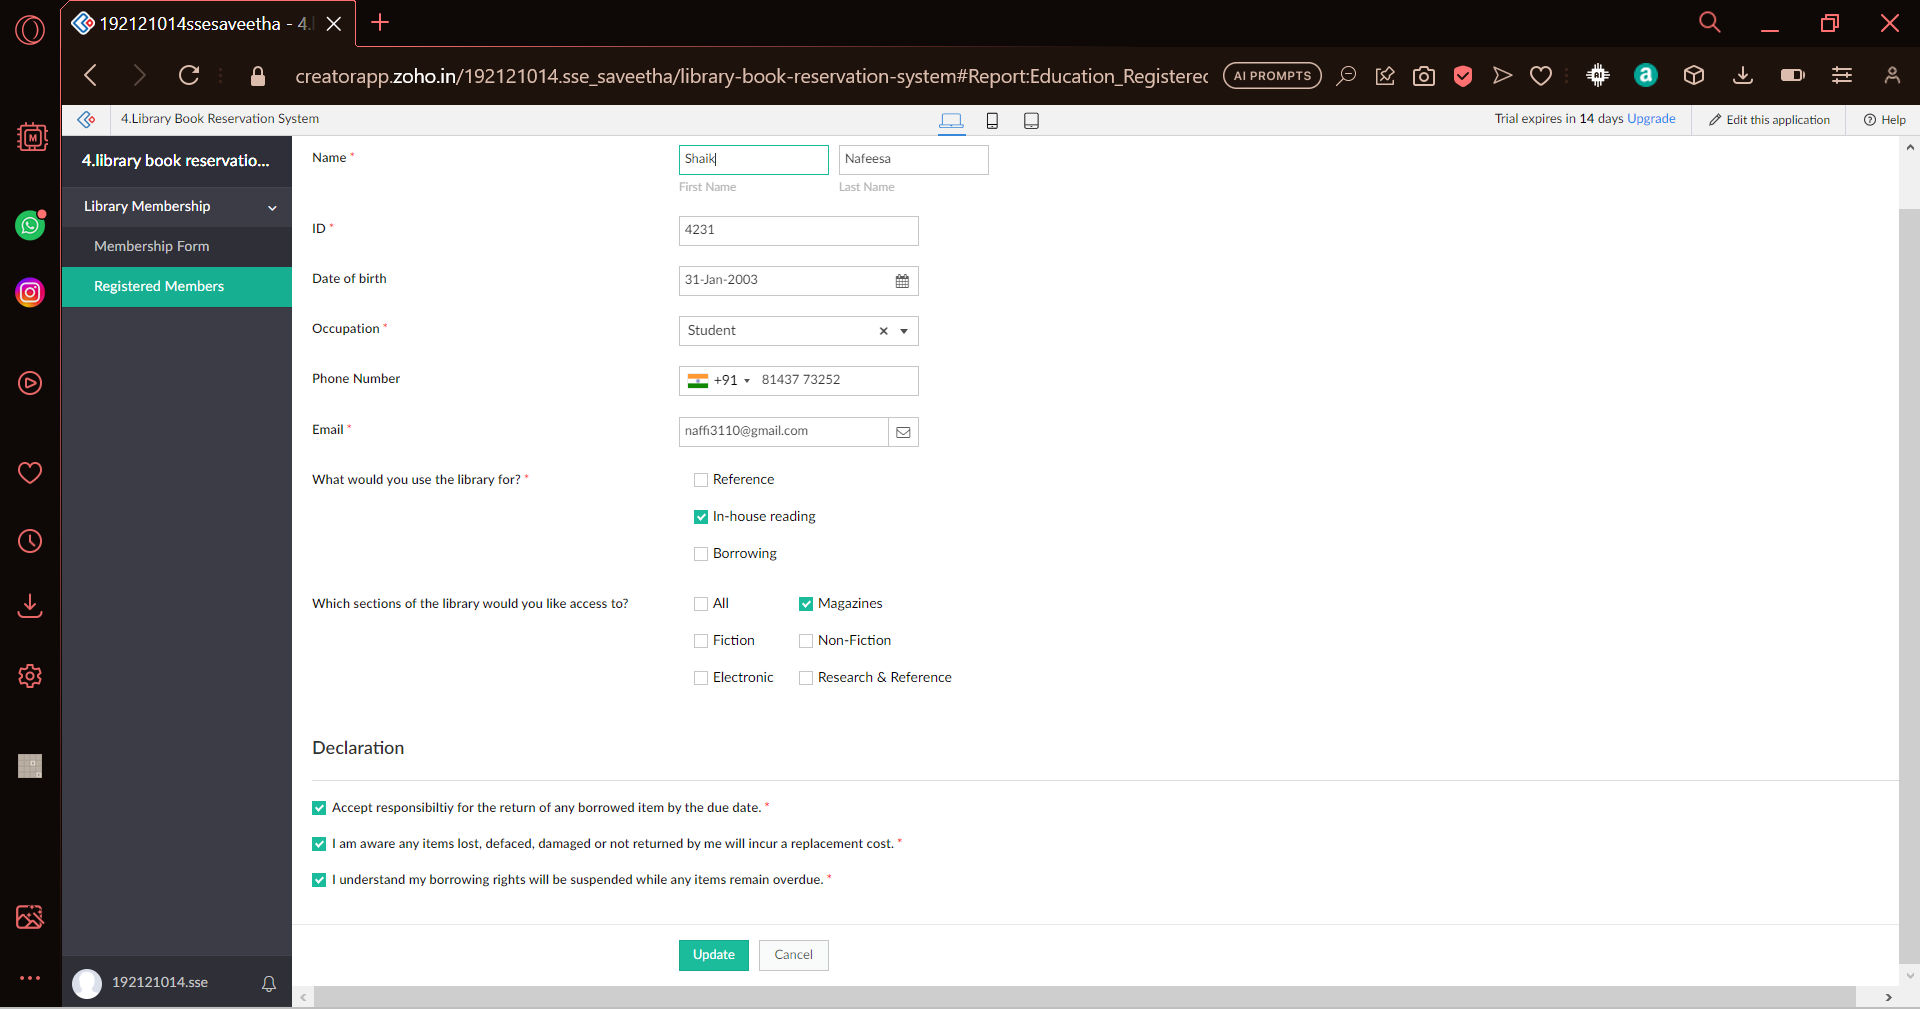 192121014ssesaveetha - 4.
creatorapp.zoho.in/192121014.sse_saveetha/library-book-reservation-system#Report:Education_Registered
AI PROMPTS
4.Library Book Reservation System
Trial expires in 14 days Upgrade
Edit this application
Help
4.library book reservatio...
Library Membership
Membership Form
Registered Members
Name *
Shaik
Nafeesa
First Name
Last Name
ID *
4231
Date of birth
31-Jan-2003
Occupation *
Student
Phone Number
+91
81437 73252
Email *
naffi3110@gmail.com
What would you use the library for? *
Reference
In-house reading
Borrowing
Which sections of the library would you like access to?
All
Magazines
Fiction
Non-Fiction
Electronic
Research & Reference
Declaration
Accept responsibiltiy for the return of any borrowed item by the due date. *
I am aware any items lost, defaced, damaged or not returned by me will incur a replacement cost. *
I understand my borrowing rights will be suspended while any items remain overdue. *
Update
Cancel
192121014.sse